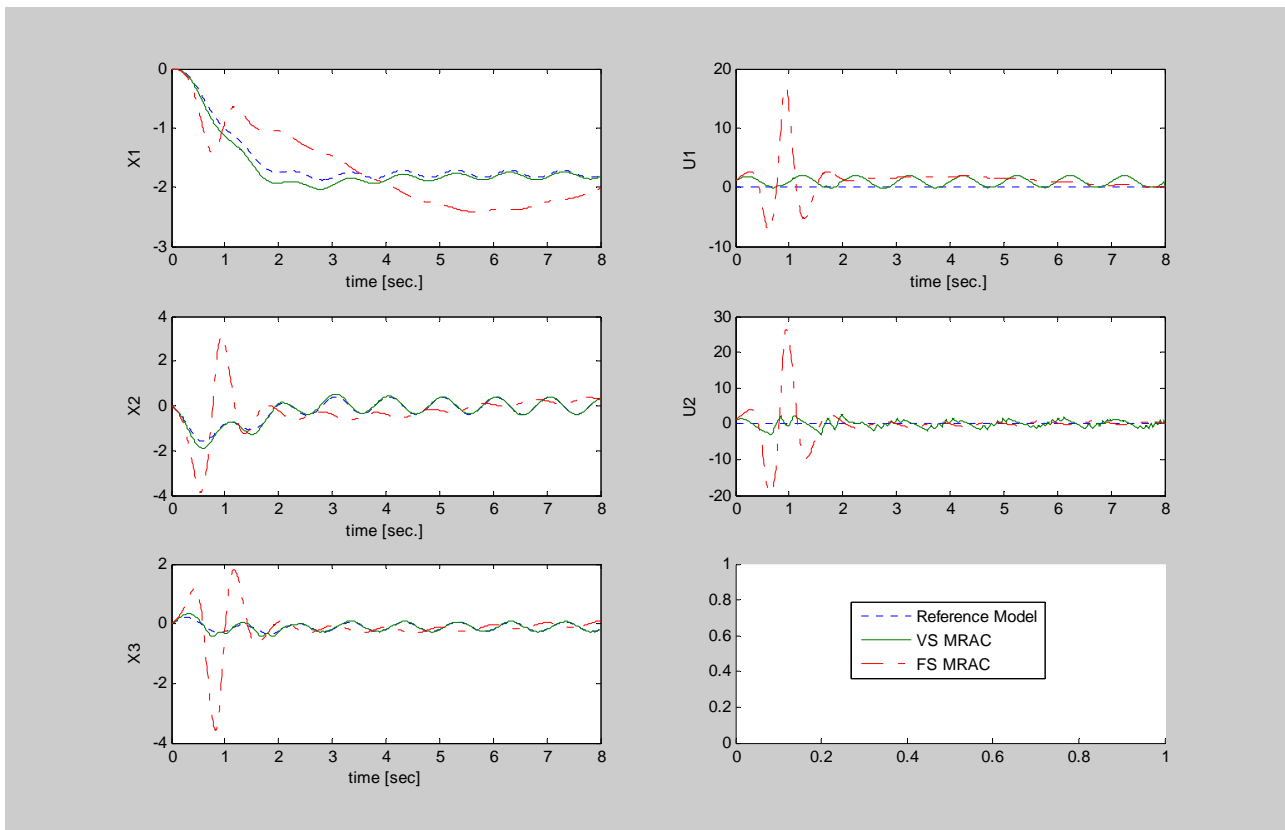 0
-1
-2
-3
X1
0 1 2 3 4 5 6 7 8
time [sec.]
20
10
0
-10
U1
0 1 2 3 4 5 6 7 8
time [sec.]
4
2
0
-2
-4
X2
0 1 2 3 4 5 6 7 8
time [sec.]
30
20
10
0
-10
-20
U2
0 1 2 3 4 5 6 7 8
2
0
-2
-4
X3
0 1 2 3 4 5 6 7 8
time [sec]
1
0.8
0.6
0.4
0.2
0
0 0.2 0.4 0.6 0.8 1
Reference Model
VS MRAC
FS MRAC